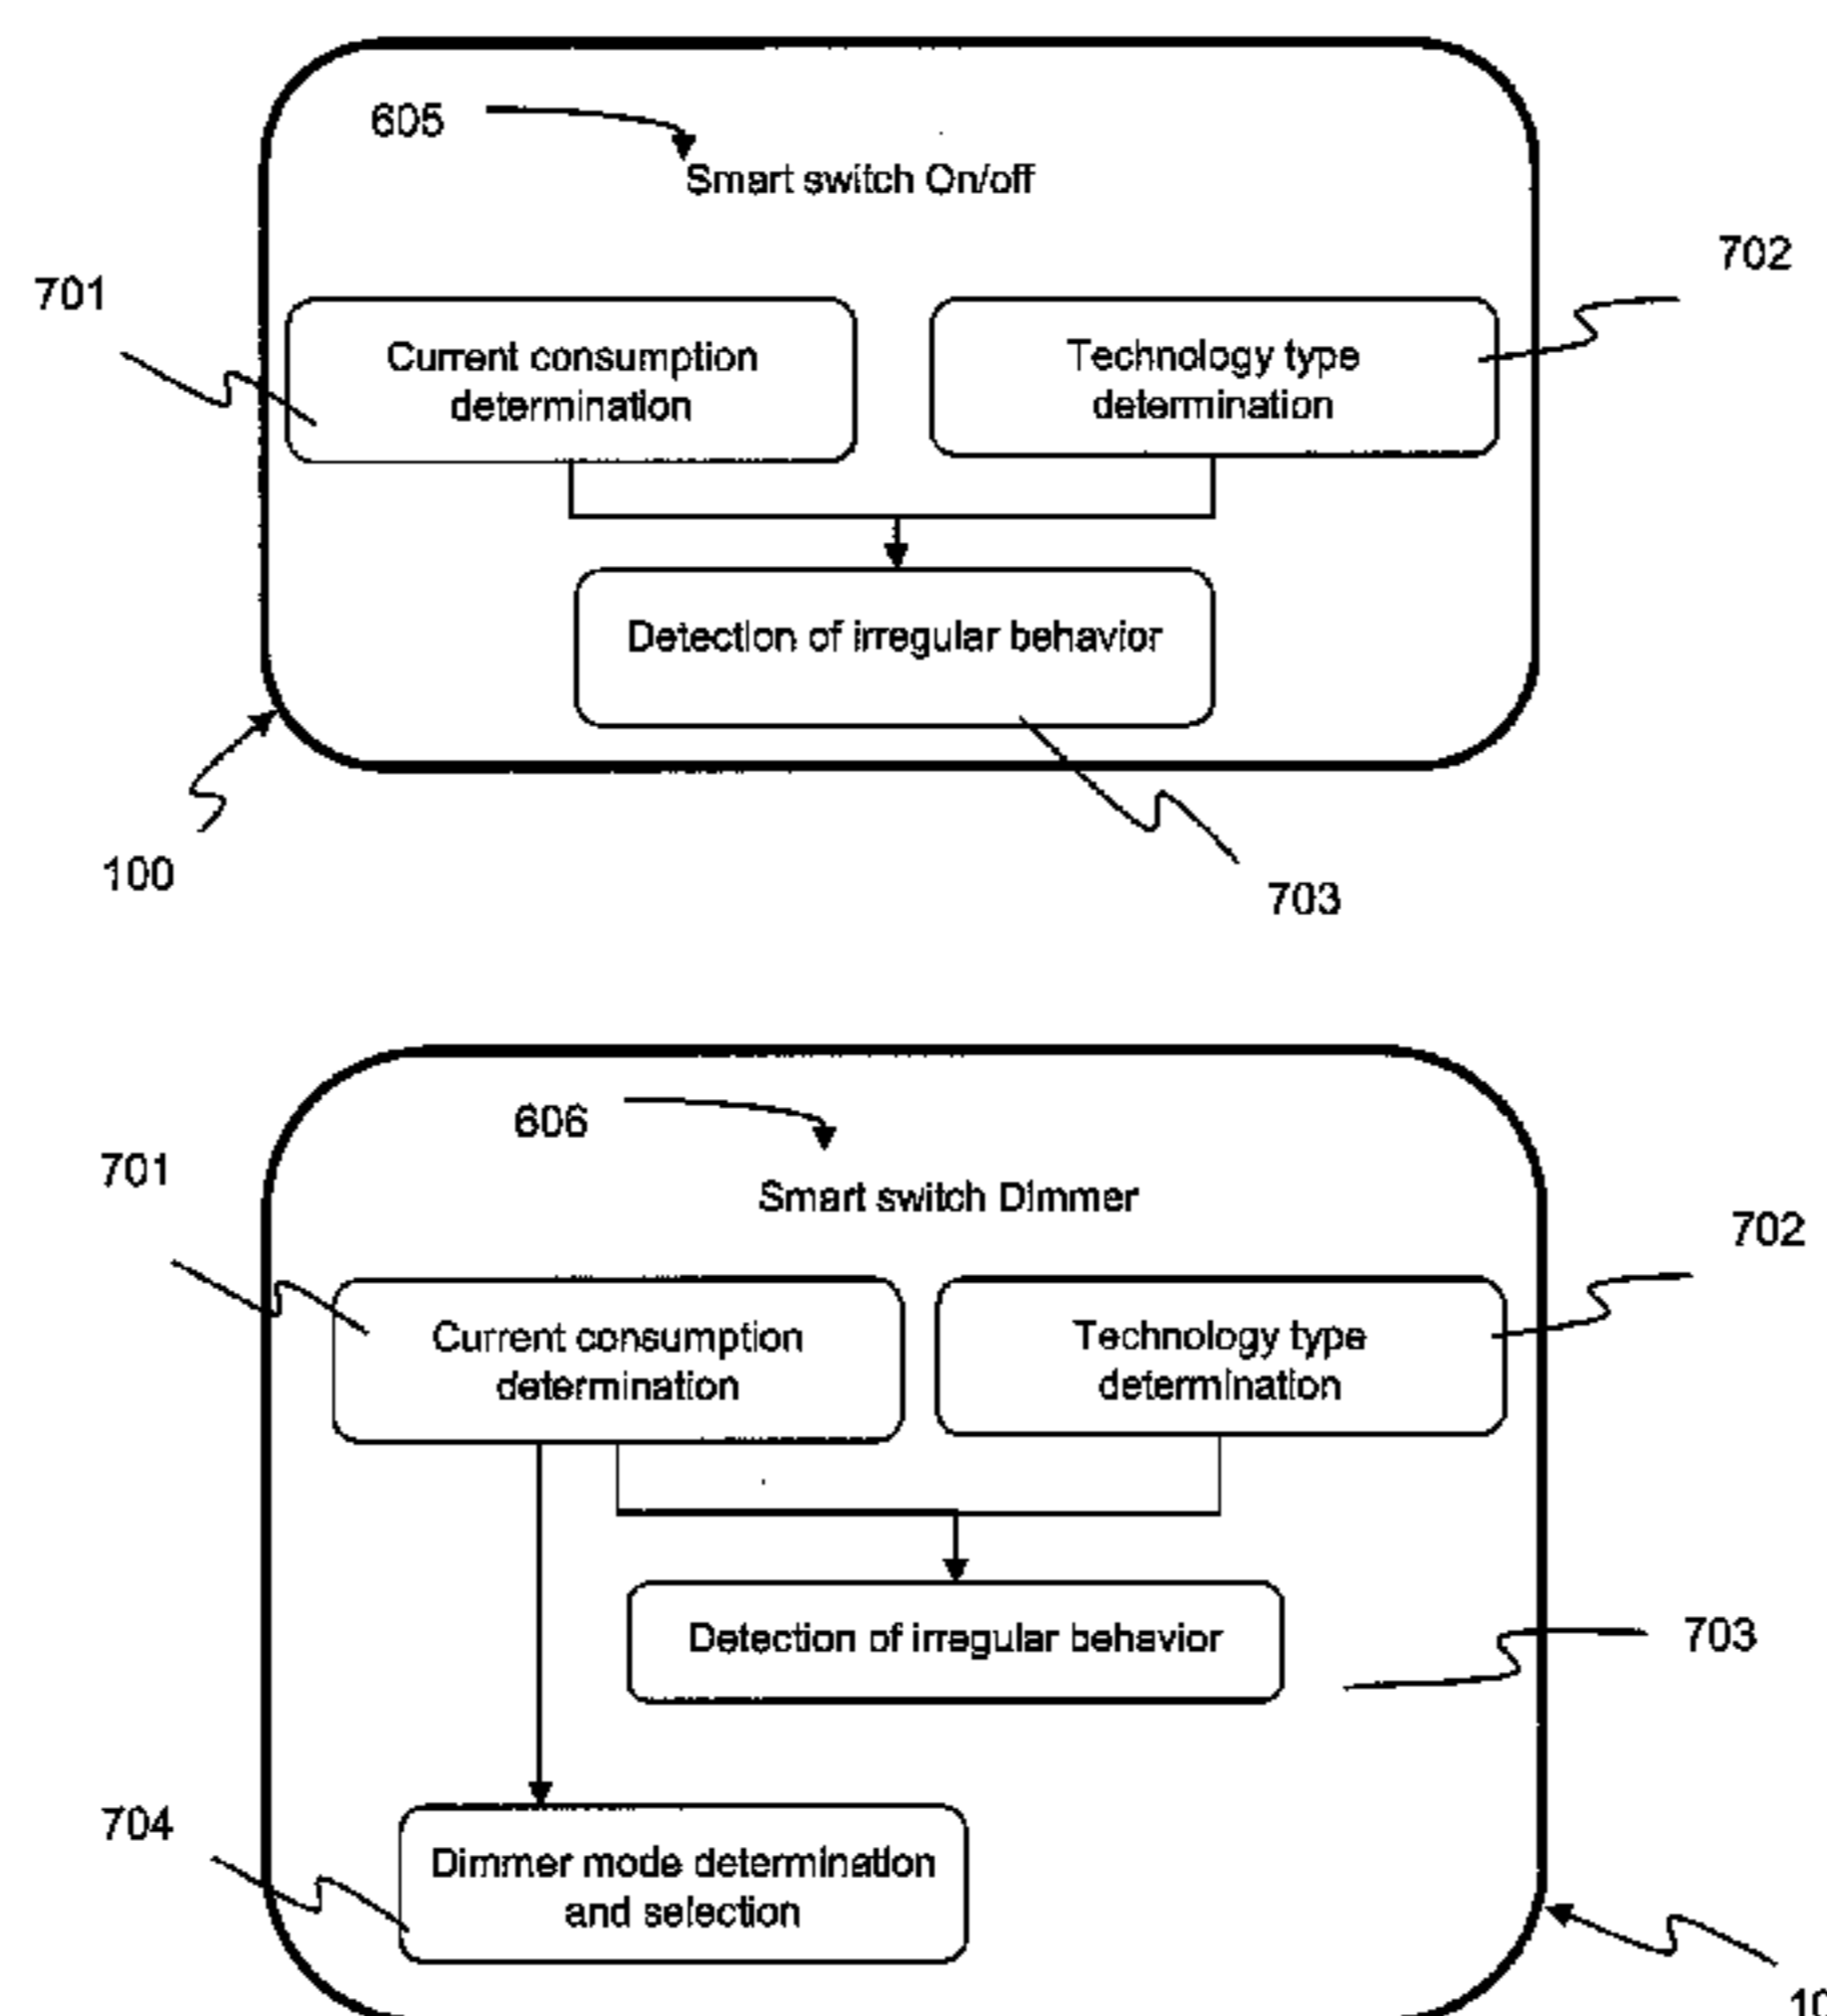 605
Smart switch On/off
701
702
Current consumption
determination
Technology type
determination
Detection of irregular behavior
100
703
606
Smart switch Dimmer
701
702
Current consumption
determination
Technology type
determination
Detection of irregular behavior
703
704
Dimmer mode determination
and selection